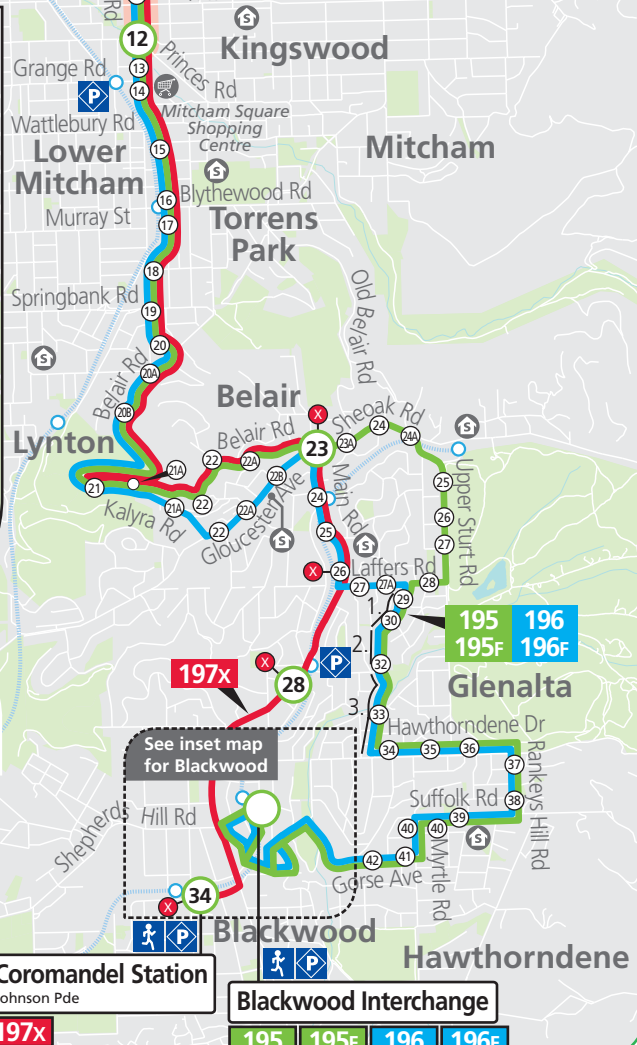 Rd
12
Kingswood
Princes Rd
Grange Rd
13
14
P
Mitcham Square
Shopping
Centre
Wattlebury Rd
Lower
Mitcham
15
Mitcham
S
S
Blythewood Rd
16
Murray St
17
Torrens
Park
18
Springbank Rd
19
Old Belair Rd
20
S
20A
Belair Rd
20B
Belair
X
Sheoak Rd
24
Lynton
Belair Rd
23
23A
24A
S
21A
22
22A
21
22B
Main Rd
24
25
Upper Sturt Rd
Kalyra Rd
21A
22
22
22A
Gloucester Ave
S
25
S
26
27
X
26
Laffers Rd
27
27A
28
29
1.
30
195
196
195F
196F
2.
32
P
X
28
197X
Glenalta
3.
33
Hawthorndene Dr
See inset map
for Blackwood
34
35
36
37
Rankeys Hill Rd
Suffolk Rd
38
Shepherds Hill Rd
39
40
40
S
Myrtle Rd
41
42
Gorse Ave
34
X
P
Blackwood
P
Hawthorndene
Coromandel Station
Johnson Pde
Blackwood Interchange
197X
195
195F
196
196F